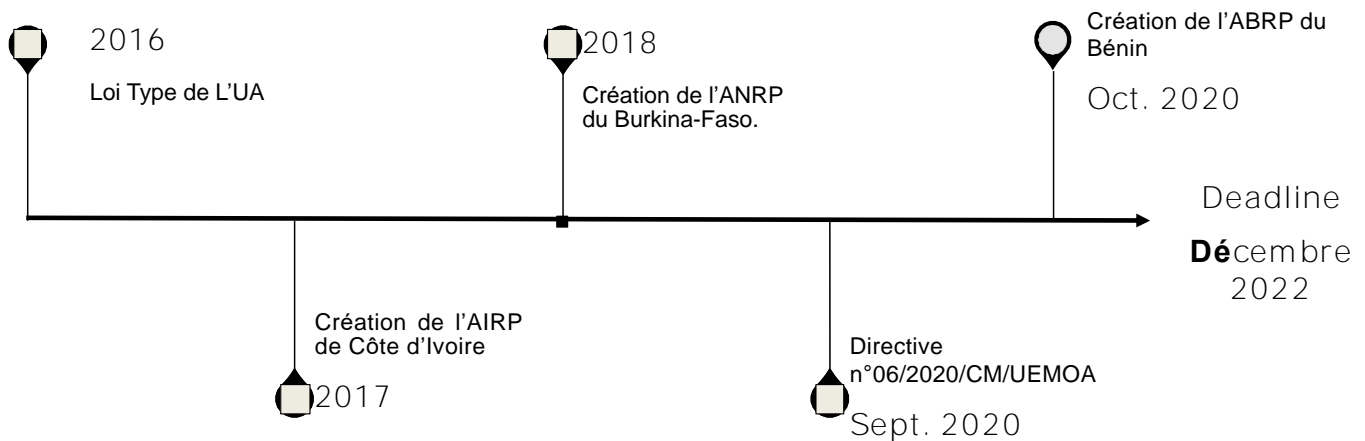 2016
Loi Type de L’UA
Création de l’AIRP
de Côte d’Ivoire
2017
2018
Création de l’ANRP
du Burkina-Faso.
Directive
n°06/2020/CM/UEMOA
Sept. 2020
Création de l’ABRP du
Bénin
Oct. 2020
Deadline
Décembre
2022